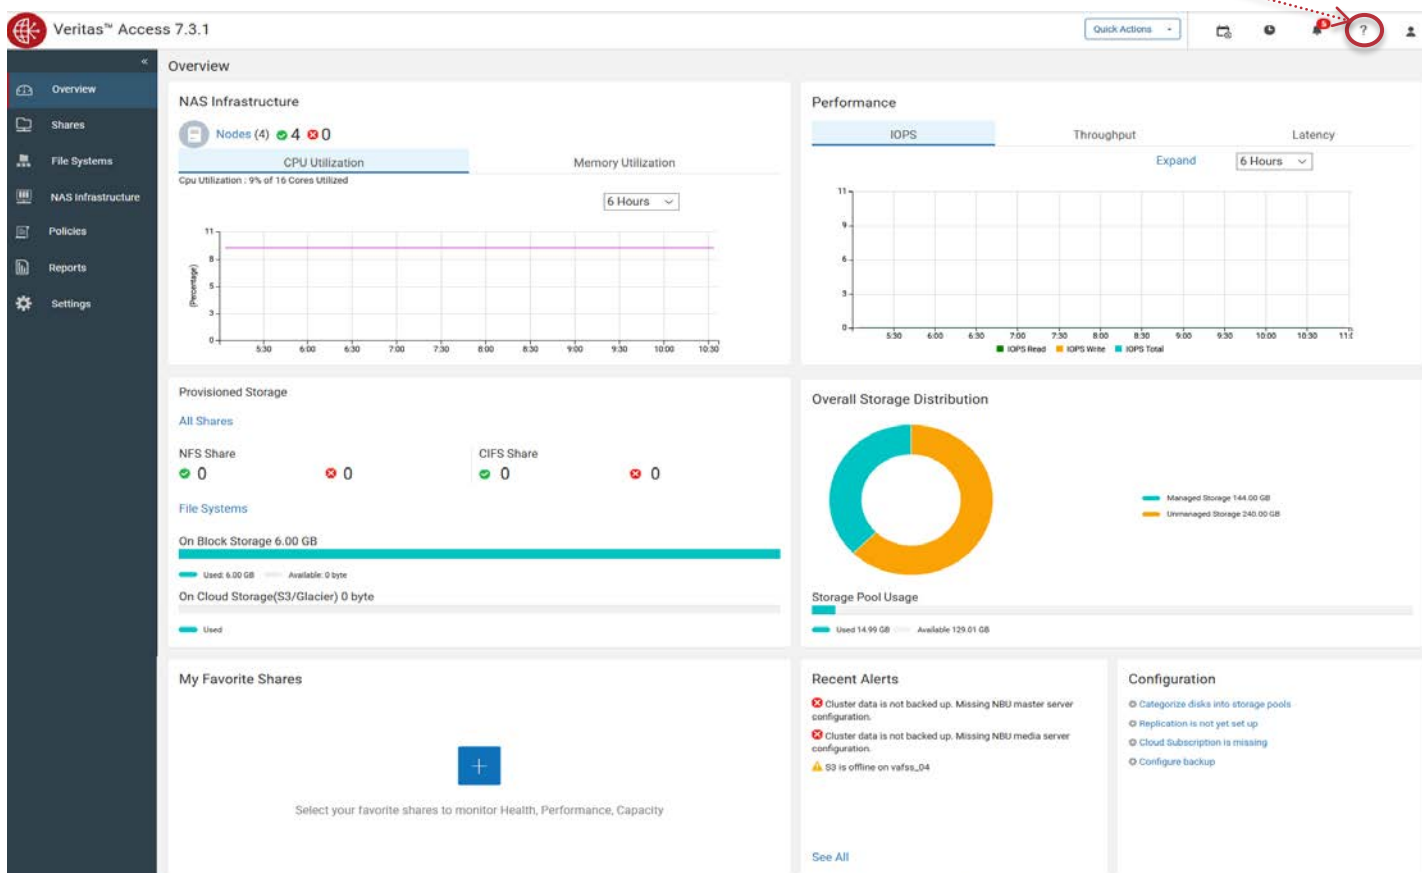 Veritas™ Access 7.3.1
Quick Actions
5
?
«
Overview
Shares
File Systems
NAS Infrastructure
Policies
Reports
Settings
Overview
NAS Infrastructure
Nodes (4) 4 0
CPU Utilization
Memory Utilization
Cpu Utilization : 9% of 16 Cores Utilized
6 Hours
(Percentage)
11
8
5
3
0
5:30 6:00 6:30 7:00 7:30 8:00 8:30 9:00 9:30 10:00 10:30
Performance
IOPS
Throughput
Latency
Expand
6 Hours
11
9
6
3
0
5:30 6:00 6:30 7:00 7:30 8:00 8:30 9:00 9:30 10:00 10:30
IOPS Read IOPS Write IOPS Total
Provisioned Storage
All Shares
NFS Share
0 0
CIFS Share
0 0
File Systems
On Block Storage 6.00 GB
Used: 6.00 GB Available: 0 byte
On Cloud Storage(S3/Glacier) 0 byte
Used
Overall Storage Distribution
Managed Storage 144.00 GB
Unmanaged Storage 240.00 GB
Storage Pool Usage
Used 14.99 GB Available 129.01 GB
My Favorite Shares
+
Select your favorite shares to monitor Health, Performance, Capacity
Recent Alerts
Cluster data is not backed up. Missing NBU master server
configuration.
Cluster data is not backed up. Missing NBU media server
configuration.
S3 is offline on vafss_04
See All
Configuration
Categorize disks into storage pools
Replication is not yet set up
Cloud Subscription is missing
Configure backup